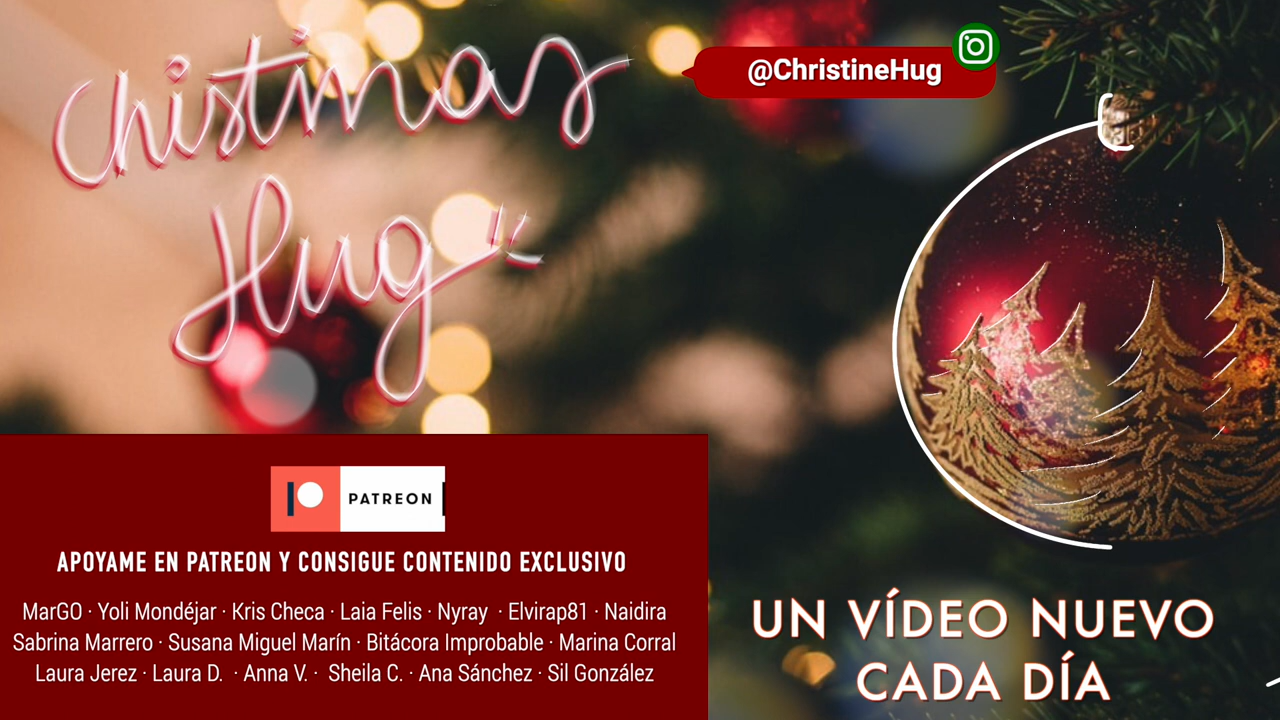 Chistmas
Hug
@ChristineHug
PATREON
APOYAME EN PATREON Y CONSIGUE CONTENIDO EXCLUSIVO
MarGO · Yoli Mondéjar · Kris Checa · Laia Felis · Nyray · Elvirap81 · Naidira
Sabrina Marrero · Susana Miguel Marín · Bitácora Improbable · Marina Corral
Laura Jerez · Laura D. · Anna V. · Sheila C. · Ana Sánchez · Sil González
UN VÍDEO NUEVO
CADA DÍA